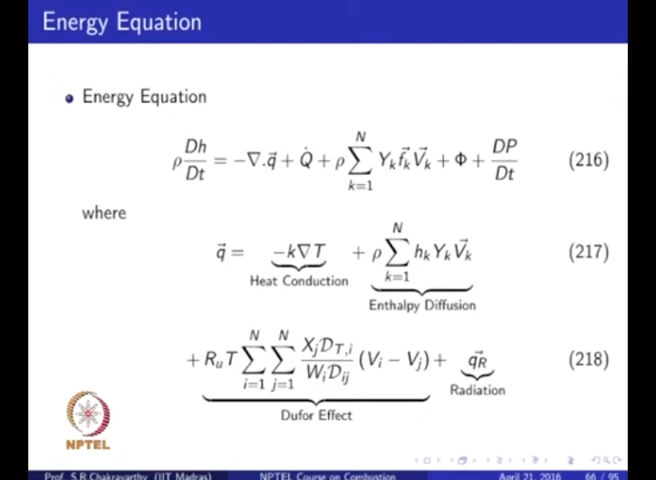 Energy Equation
Energy Equation
ρ Dh/Dt = −∇.q⃗ + Q̇ + ρ ∑_{k=1}^{N} Y_k f⃗_k V⃗_k + Φ + DP/Dt (216)
where
q⃗ = −k∇T + ρ ∑_{k=1}^{N} h_k Y_k V⃗_k (217)
Heat Conduction
Enthalpy Diffusion
+ R_u T ∑_{i=1}^{N} ∑_{j=1}^{N} X_j 𝒟_{T,i} / W_i 𝒟_{ij} (V_i − V_j) + q⃗_R (218)
Radiation
Dufor Effect
NPTEL
Prof. S.R.Chakravarthy (IIT Madras) NPTEL Course on Combustion April 21, 2016 66 / 95